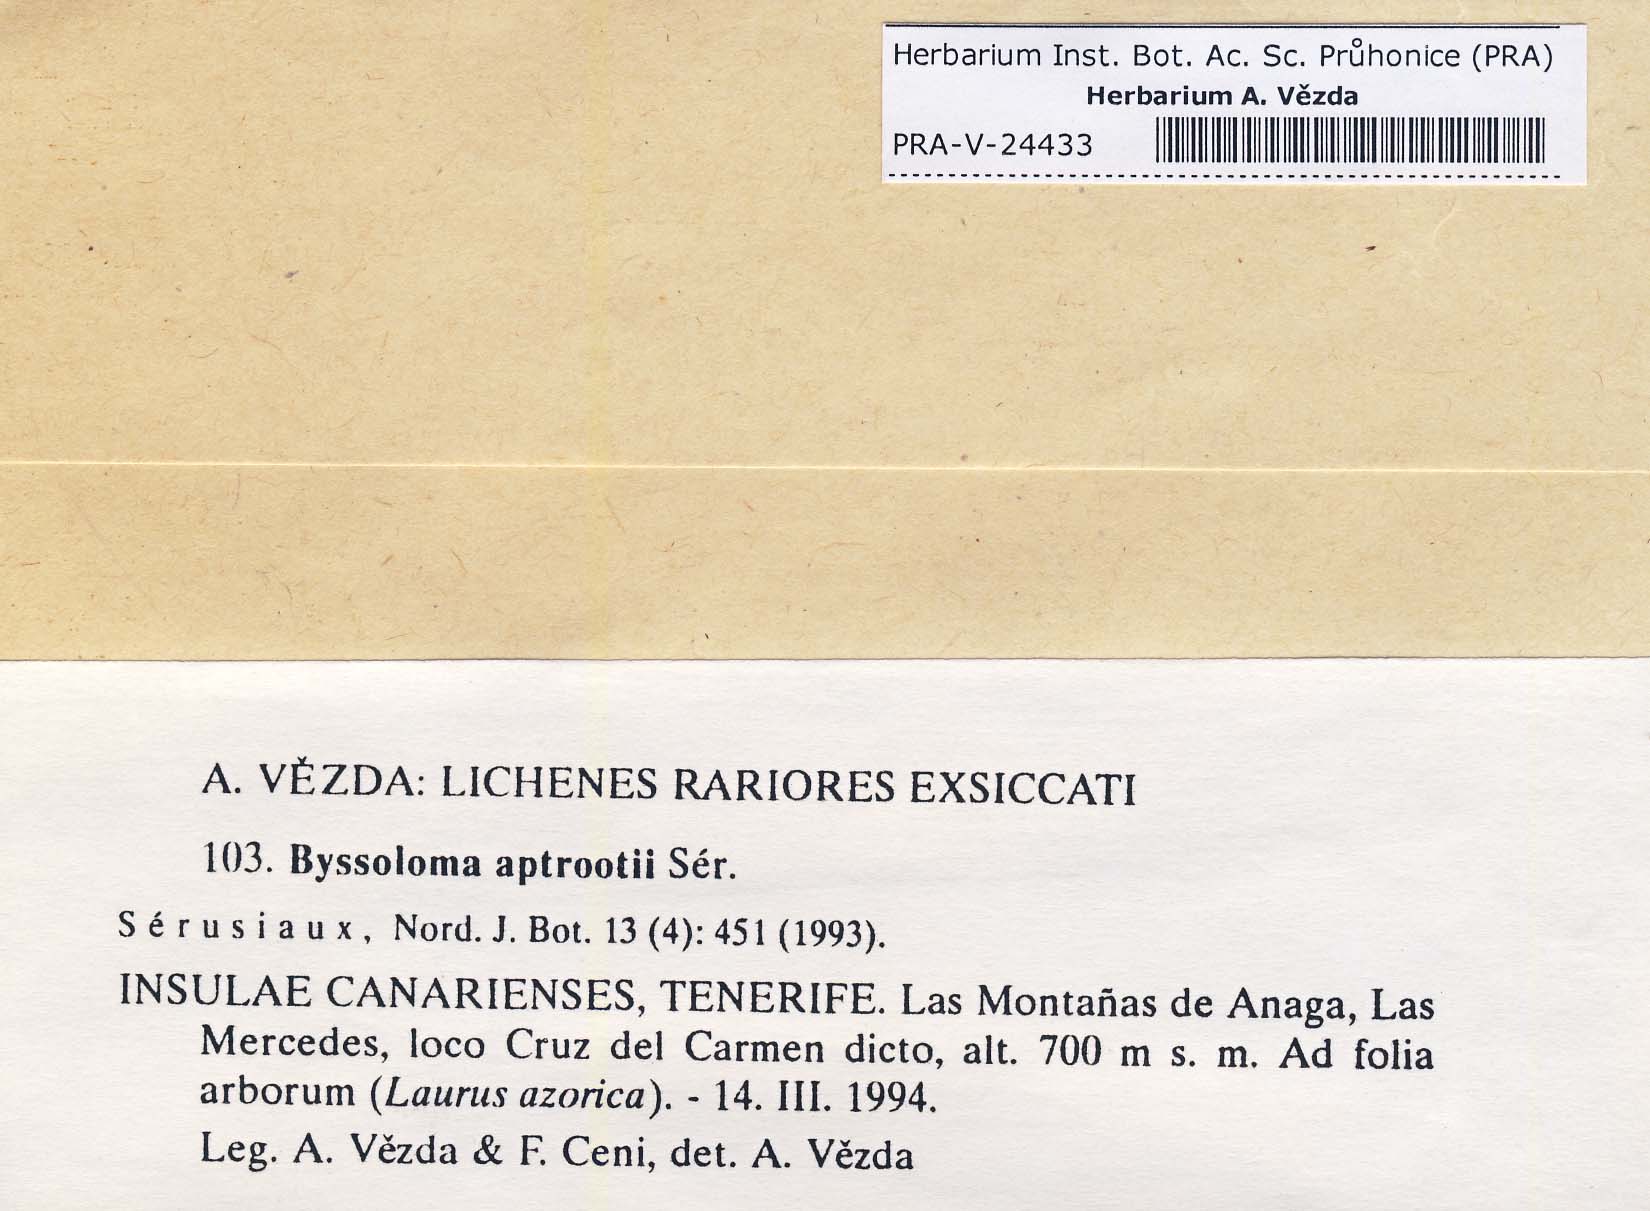 Herbarium Inst. Bot. Ac. Sc. Průhonice (PRA)
Herbarium A. Vězda
PRA-V-24433
A. VĚZDA: LICHENES RARIORES EXSICCATI
103. Byssoloma aptrootii Sér.
Sérusiaux, Nord. J. Bot. 13 (4): 451 (1993).
INSULAE CANARIENSES, TENERIFE. Las Montañas de Anaga, Las
Mercedes, loco Cruz del Carmen dicto, alt. 700 m s. m. Ad folia
arborum (Laurus azorica). - 14. III. 1994.
Leg. A. Vězda & F. Ceni, det. A. Vězda